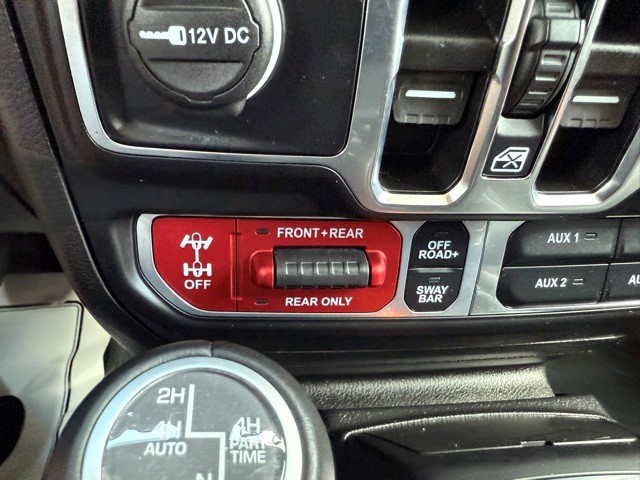 12V DC
FRONT+REAR
OFF
REAR ONLY
OFF
ROAD+
SWAY
BAR
AUX 1
AUX 2
2H
4H
AUTO
4H
PART
TIME
N